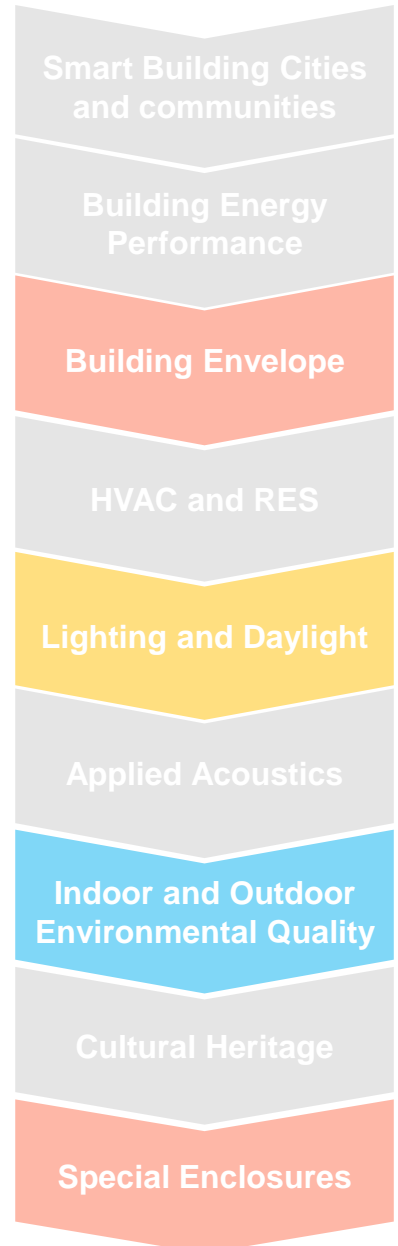 Smart Building Cities
and communities
Building Energy
Performance
Building Envelope
HVAC and RES
Lighting and Daylight
Applied Acoustics
Indoor and Outdoor
Environmental Quality
Cultural Heritage
Special Enclosures